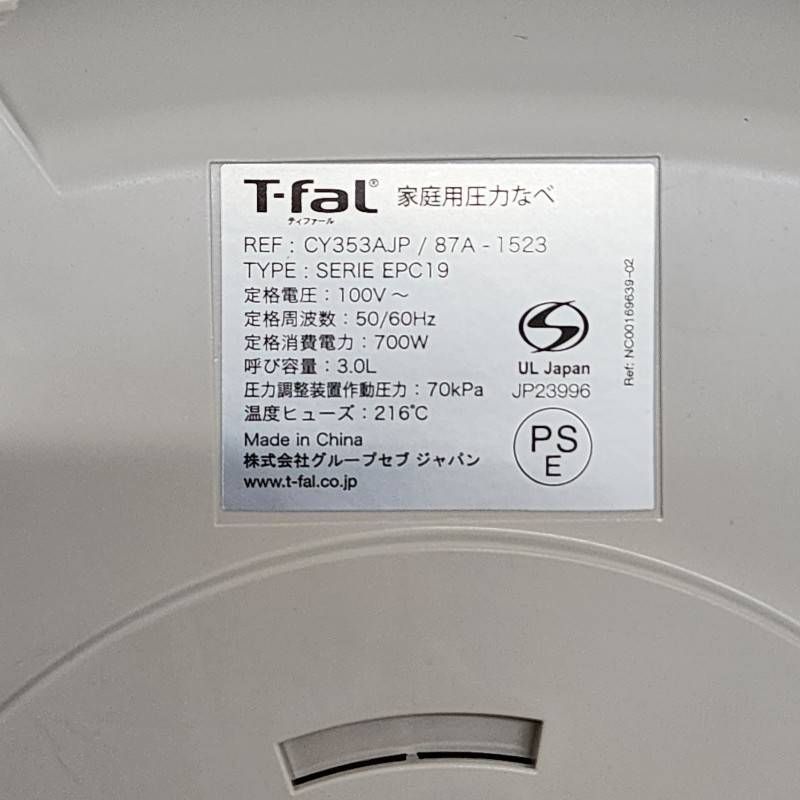 T-fal® 家庭用圧力なべ
ティファール
REF : CY353AJP / 87A - 1523
TYPE : SERIE EPC19
定格電圧：100V～
定格周波数：50/60Hz
定格消費電力：700W
呼び容量：3.0L
圧力調整装置作動圧力：70kPa
温度ヒューズ：216℃
Made in China
株式会社グループセブ ジャパン
www.t-fal.co.jp
S
UL Japan
JP23996
PS
E
Ref: NC00169639-02